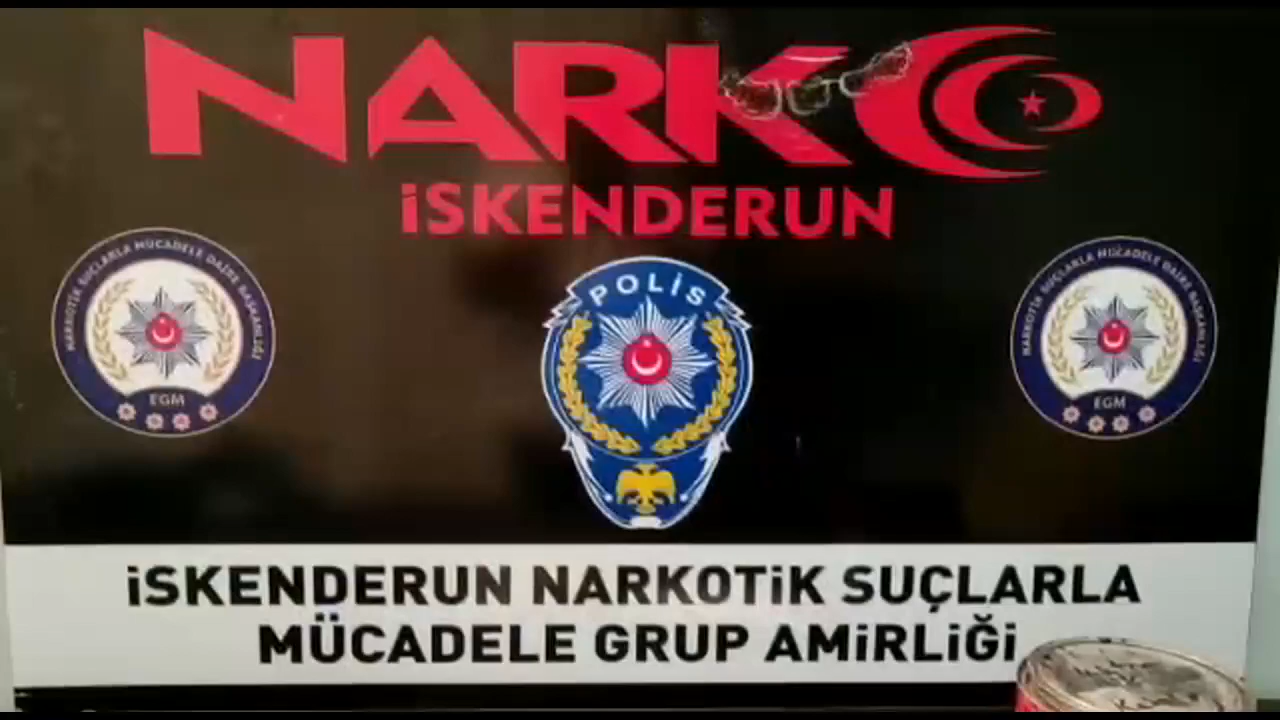 NARKO
İSKENDERUN
NARKOTİK SUÇLARLA MÜCADELE DAİRE BAŞKANLIĞI
EGM
POLİS
NARKOTİK SUÇLARLA MÜCADELE DAİRE BAŞKANLIĞI
EGM
İSKENDERUN NARKOTİK SUÇLARLA
MÜCADELE GRUP AMİRLİĞİ